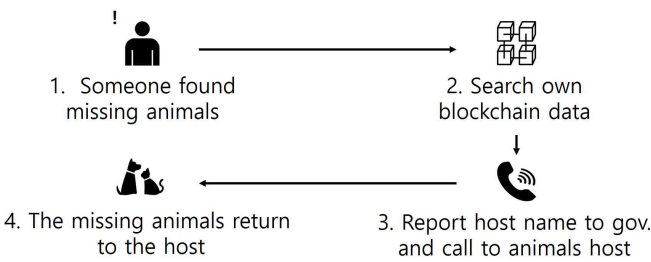 !
1. Someone found
missing animals
2. Search own
blockchain data
3. Report host name to gov.
and call to animals host
4. The missing animals return
to the host